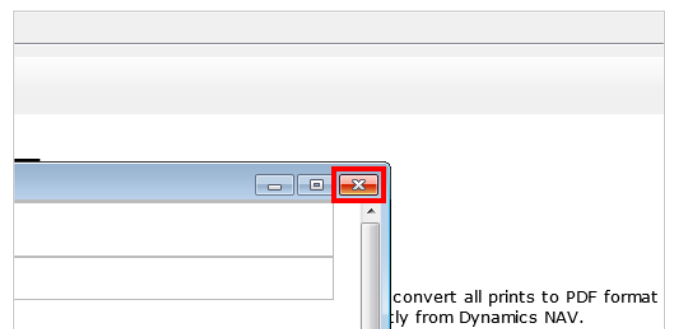 convert all prints to PDF format
tly from Dynamics NAV.